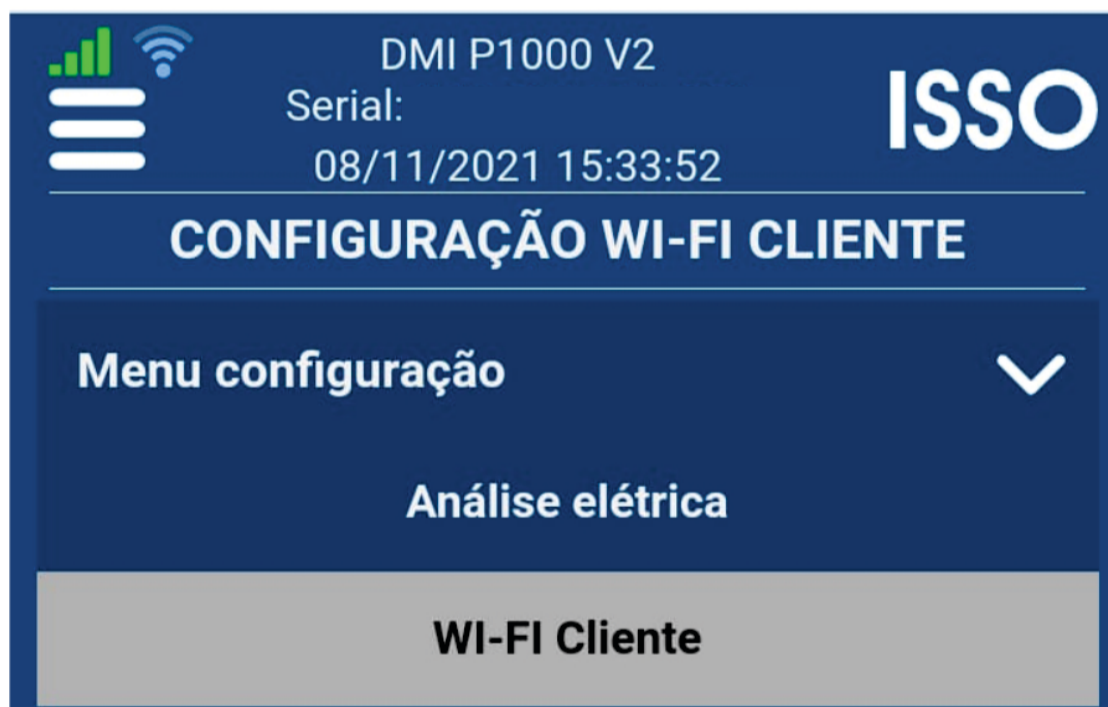 DMI P1000 V2
Serial:
08/11/2021 15:33:52
ISSO
CONFIGURAÇÃO WI-FI CLIENTE
Menu configuração
Análise elétrica
WI-FI Cliente